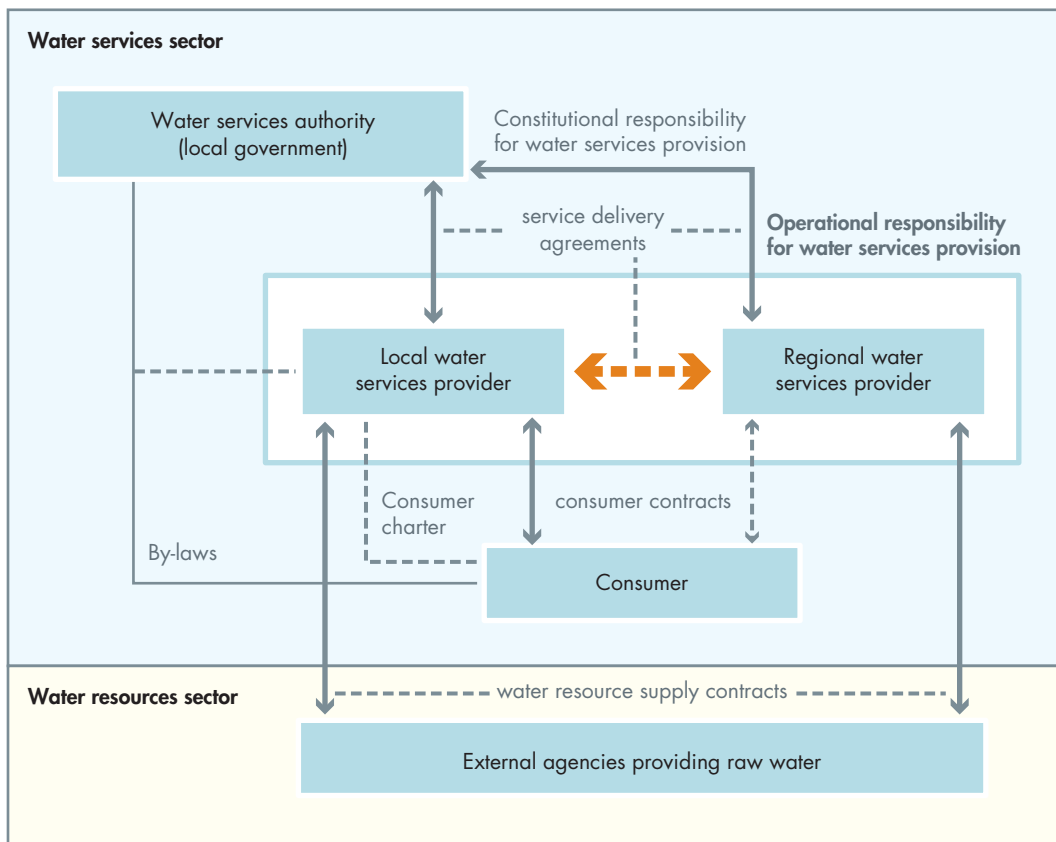 Water services sector
Water services authority
(local government)
Constitutional responsibility
for water services provision
service delivery
agreements
Operational responsibility
for water services provision
Local water
services provider
Regional water
services provider
Consumer
charter
consumer contracts
By-laws
Consumer
Water resources sector
water resource supply contracts
External agencies providing raw water